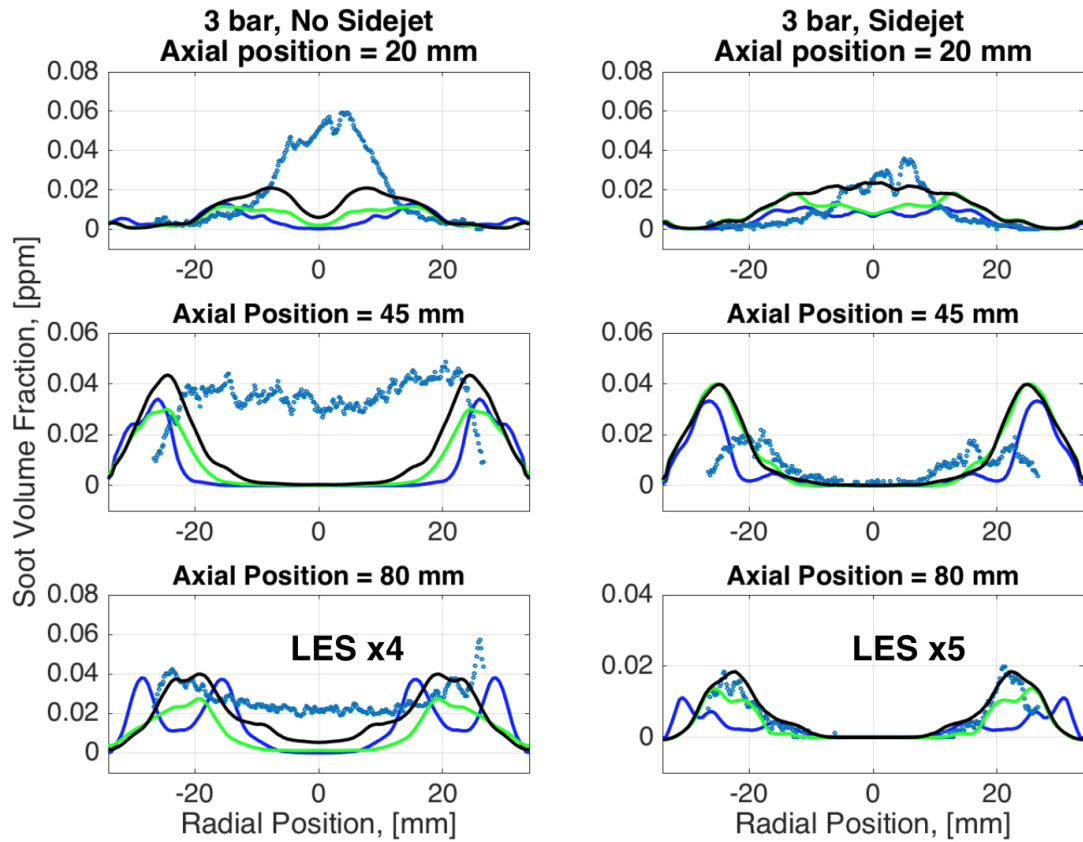 3 bar, No Sidejet
Axial position = 20 mm
0.08
0.06
0.04
0.02
0
-20 0 20
3 bar, Sidejet
Axial position = 20 mm
0.08
0.06
0.04
0.02
0
-20 0 20
Soot Volume Fraction, [ppm]
Axial Position = 45 mm
0.06
0.04
0.02
0
-20 0 20
Axial Position = 45 mm
0.06
0.04
0.02
0
-20 0 20
Axial Position = 80 mm
0.08
0.06
0.04
0.02
0
LES x4
-20 0 20
Radial Position, [mm]
Axial Position = 80 mm
0.04
0.02
0
LES x5
-20 0 20
Radial Position, [mm]